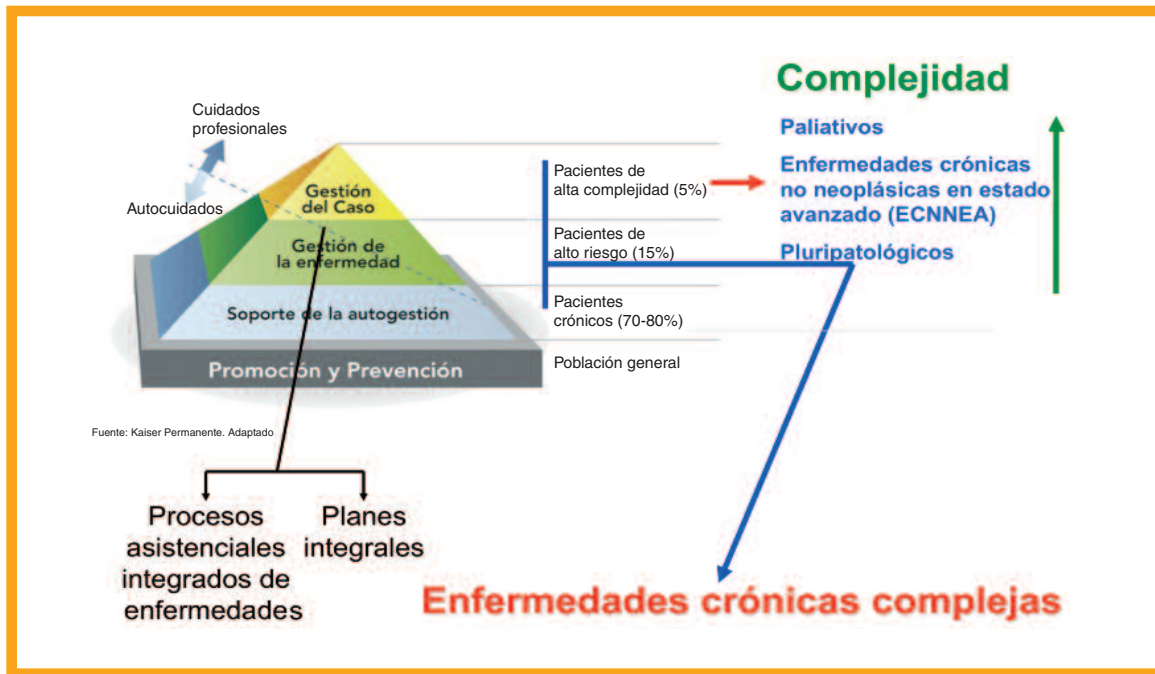 Complejidad
Cuidados
profesionales
Autocuidados
Gestión
del Caso
Gestión de
la enfermedad
Soporte de la autogestión
Promoción y Prevención
Pacientes de
alta complejidad (5%)
Pacientes de
alto riesgo (15%)
Pacientes
crónicos (70-80%)
Población general
Paliativos
Enfermedades crónicas
no neoplásicas en estado
avanzado (ECNNEA)
Pluripatológicos
Fuente: Kaiser Permanente. Adaptado
Procesos
asistenciales
integrados de
enfermedades
Planes
integrales
Enfermedades crónicas complejas